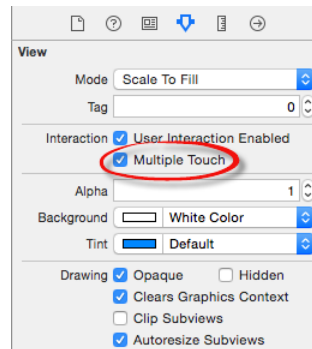 View
Mode Scale To Fill
Tag 0
Interaction User Interaction Enabled
Multiple Touch
Alpha 1
Background White Color
Tint Default
Drawing Opaque Hidden
Clears Graphics Context
Clip Subviews
Autoresize Subviews